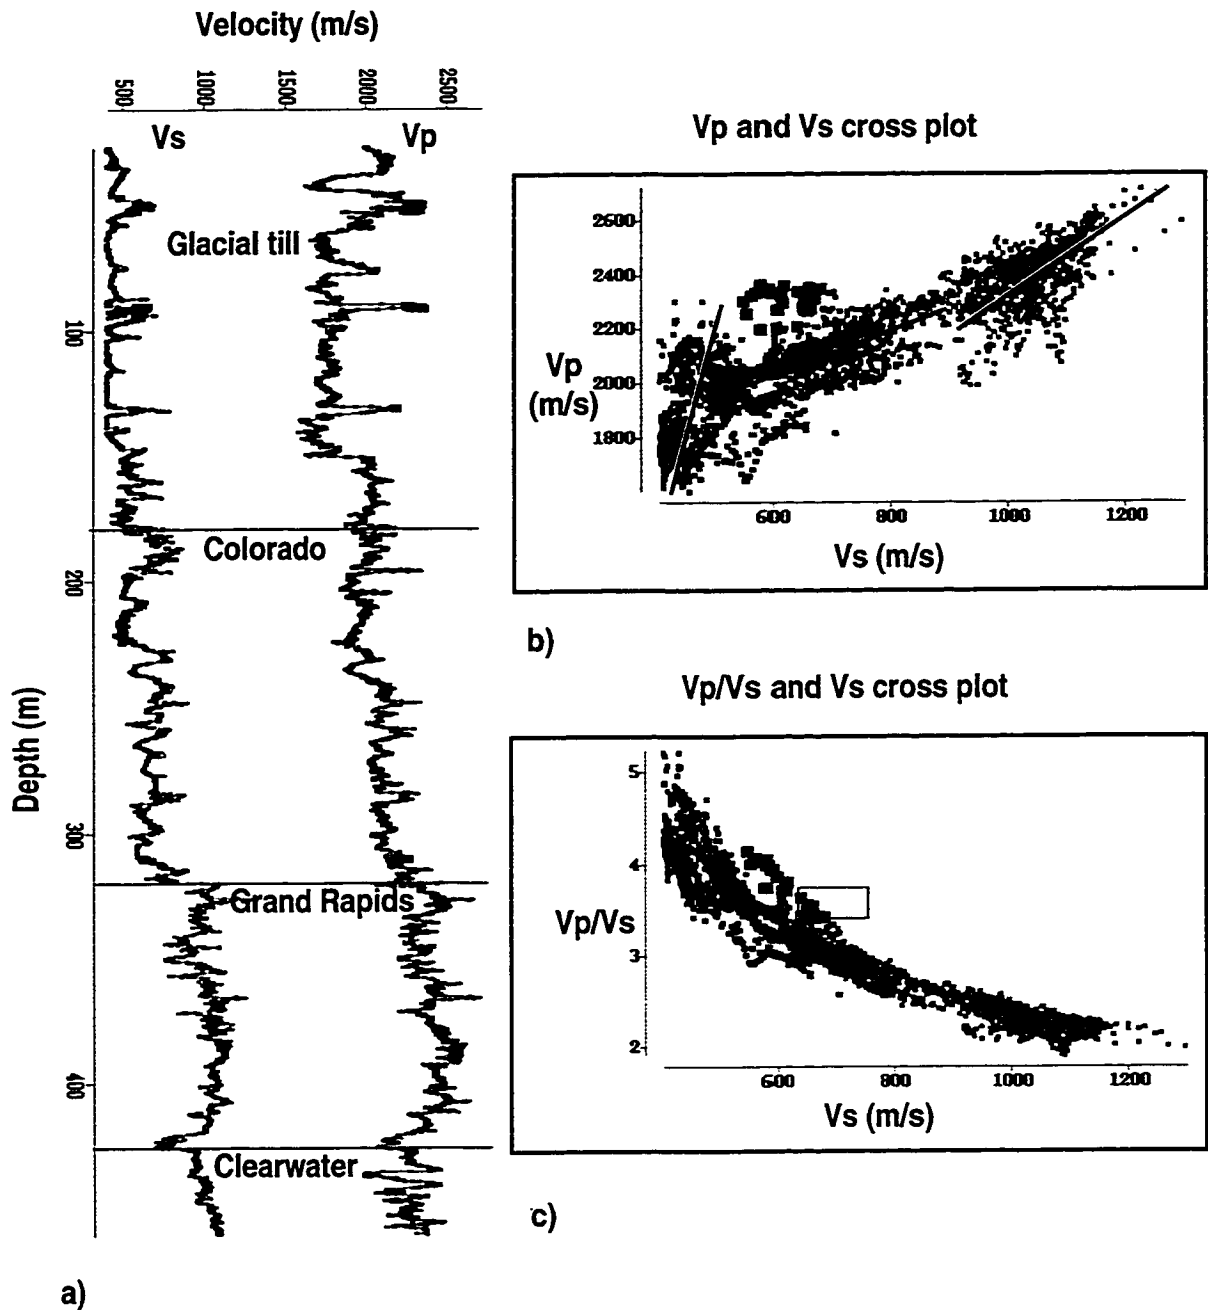 Velocity (m/s)
500
1000
1500
2000
2500
Vs
Vp
Glacial till
100
Colorado
200
Depth (m)
300
Grand Rapids
400
Clearwater
a)
Vp and Vs cross plot
2600
2400
2200
Vp
2000
(m/s)
1800
600
800
1000
1200
Vs (m/s)
b)
Vp/Vs and Vs cross plot
5
4
Vp/Vs
3
2
600
800
1000
1200
Vs (m/s)
c)